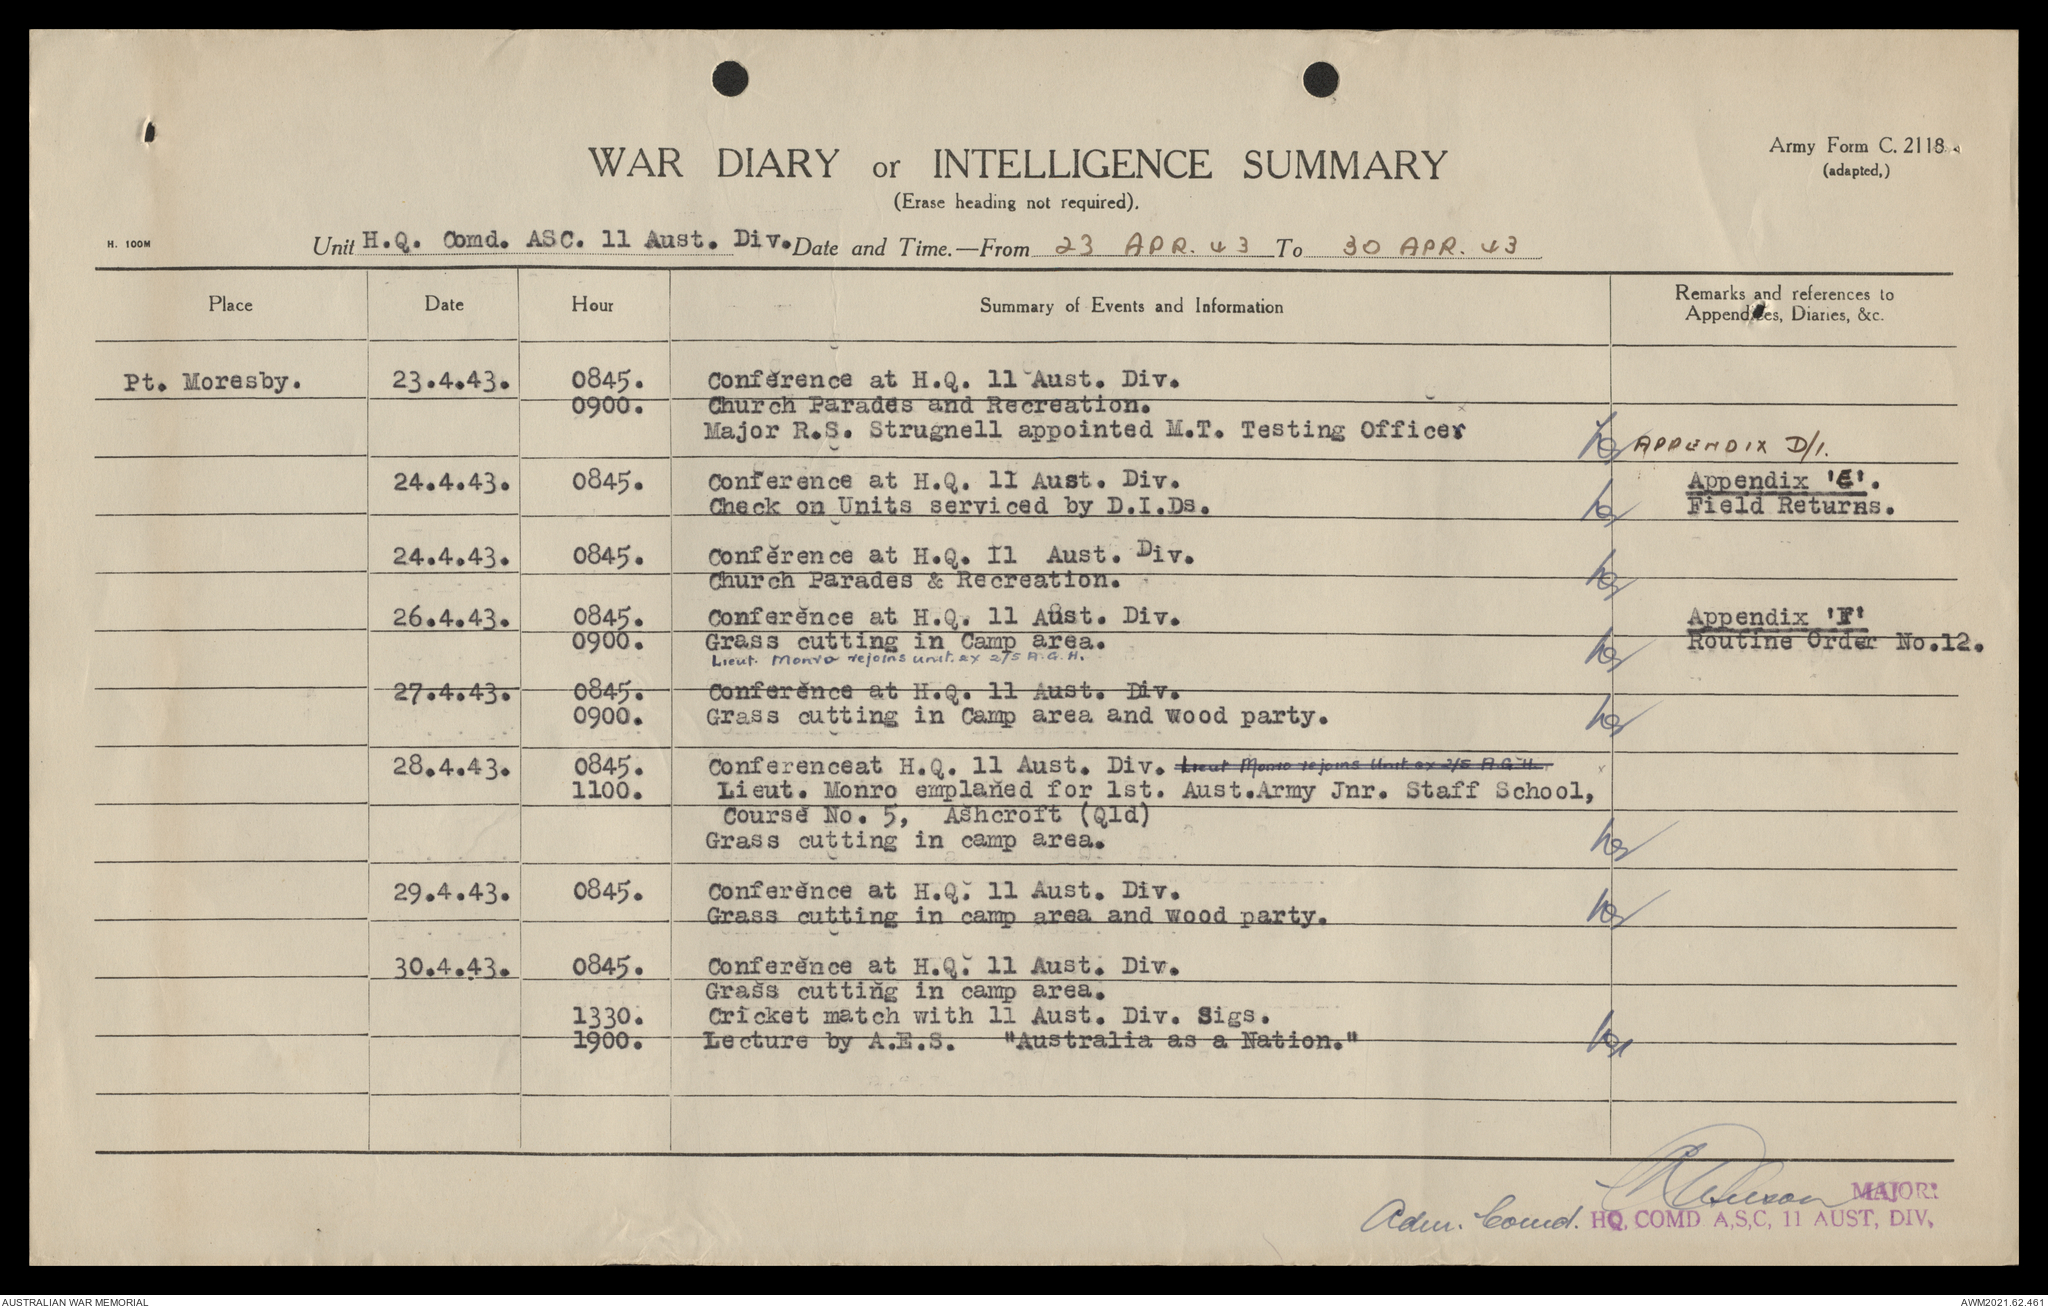 Army Form C. 2118.
(adapted,)
WAR DIARY or INTELLIGENCE SUMMARY
(Erase heading not required).
H. 100M
Unit H.Q. Comd. ASC. 11 Aust. Div. Date and Time.—From 23 APR. 43 To 30 APR. 43
Place Date Hour Summary of Events and Information Remarks and references to
Appendices, Diaries, &c.
Pt. Moresby. 23.4.43. 0845. Conference at H.Q. 11 Aust. Div.
0900. Church Parades and Recreation.
Major R.S. Strugnell appointed M.T. Testing Officer
APPENDIX D/1.
24.4.43. 0845. Conference at H.Q. 11 Aust. Div. Appendix 'E'.
Check on Units serviced by D.I.Ds. Field Returns.
24.4.43. 0845. Conference at H.Q. 11 Aust. Div.
Church Parades & Recreation.
26.4.43. 0845. Conference at H.Q. 11 Aust. Div. Appendix 'F'
0900. Grass cutting in Camp area. Routine Order No.12.
Lieut. Monro rejoins unit. ex 2/5 A.G.H.
27.4.43. 0845. Conference at H.Q. 11 Aust. Div.
0900. Grass cutting in Camp area and wood party.
28.4.43. 0845. Conferenceat H.Q. 11 Aust. Div. Lieut Monro rejoins Unit ex 2/5 A.G.H.
1100. Lieut. Monro emplaned for 1st. Aust.Army Jnr. Staff School,
Course No. 5, Ashcroft (Qld)
Grass cutting in camp area.
29.4.43. 0845. Conference at H.Q. 11 Aust. Div.
Grass cutting in camp area and wood party.
30.4.43. 0845. Conference at H.Q. 11 Aust. Div.
Grass cutting in camp area.
1330. Cricket match with 11 Aust. Div. Sigs.
1900. Lecture by A.E.S. "Australia as a Nation."
MAJOR:
Adm. Comd. HQ. COMD A,S,C, 11 AUST, DIV,
AUSTRALIAN WAR MEMORIAL
AWM2021.62.461